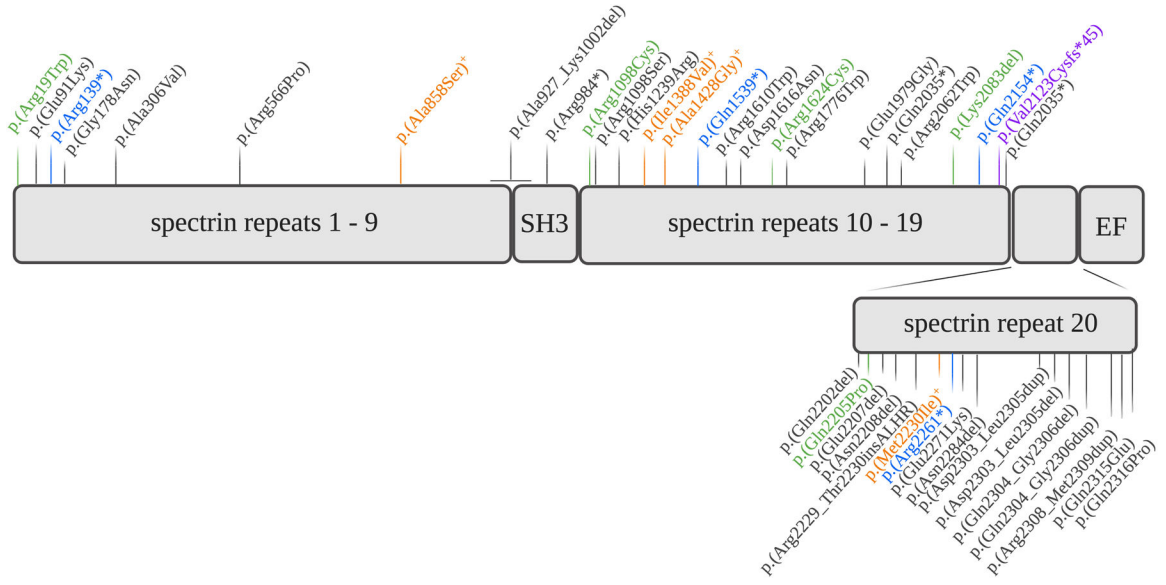 p.(Arg19Trp)
p.(Glu91Lys)
p.(Arg139*)
p.(Gly178Asn)
p.(Ala306Val)
p.(Arg566Pro)
p.(Ala858Ser)⁺
p.(Ala927_Lys1002del)
p.(Arg984*)
p.(Arg1098Cys)
p.(Arg1098Ser)
p.(His1239Arg)
p.(Ile1388Val)⁺
p.(Ala1428Gly)⁺
p.(Gln1539*)
p.(Arg1610Trp)
p.(Asp1616Asn)
p.(Arg1624Cys)
p.(Arg1776Trp)
p.(Glu1979Gly)
p.(Gln2035*)
p.(Arg2062Trp)
p.(Lys2083del)
p.(Gln2154*)
p.(Val2123Cysfs*45)
p.(Gln2035*)
spectrin repeats 1 - 9
SH3
spectrin repeats 10 - 19
EF
spectrin repeat 20
p.(Gln2202del)
p.(Gln2205Pro)
p.(Glu2207del)
p.(Asn2208del)
p.(Arg2229_Thr2230insALHR)
p.(Met2230Ile)⁺
p.(Arg2261*)
p.(Glu2271Lys)
p.(Asn2284del)
p.(Asp2303_Leu2305dup)
p.(Asp2303_Leu2305del)
p.(Gln2304_Gly2306del)
p.(Gln2304_Gly2306dup)
p.(Arg2308_Met2309dup)
p.(Gln2315Glu)
p.(Gln2316Pro)